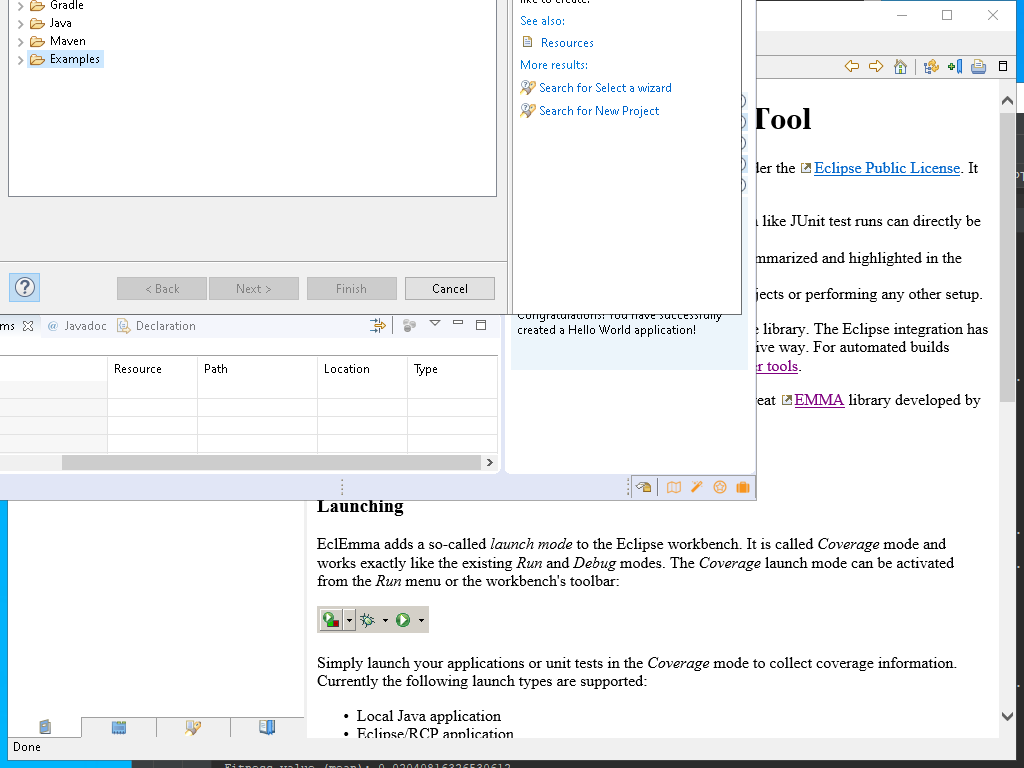 Gradle
Java
Maven
Examples
like to create.
See also:
Resources
More results:
Search for Select a wizard
Search for New Project
< Back
Next >
Finish
Cancel
Tool
der the Eclipse Public License. It
like JUnit test runs can directly be
mmarized and highlighted in the
jects or performing any other setup.
library. The Eclipse integration has
ive way. For automated builds
r tools.
eat EMMA library developed by
ms
@ Javadoc
Declaration
Resource
Path
Location
Type
Congratulations! You have successfully
created a Hello World application!
Launching
EclEmma adds a so-called launch mode to the Eclipse workbench. It is called Coverage mode and
works exactly like the existing Run and Debug modes. The Coverage launch mode can be activated
from the Run menu or the workbench's toolbar:
Simply launch your applications or unit tests in the Coverage mode to collect coverage information.
Currently the following launch types are supported:
• Local Java application
• Eclipse/RCP application
Done
Fitness value (mean): 0.02040816326530612